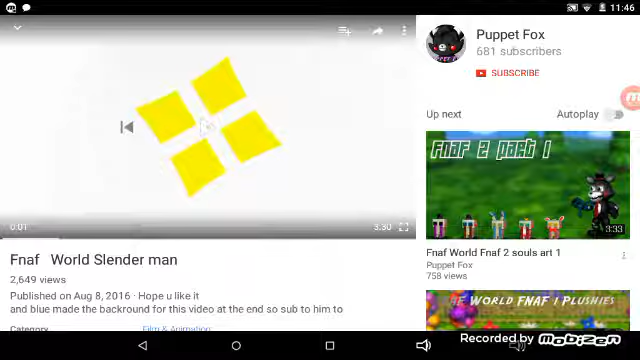 11:46
Puppet Fox
681 subscribers
SUBSCRIBE
Up next
Autoplay
FNAF 2 PART 1
0:01
3:30
3:33
Fnaf World Slender man
2,649 views
Published on Aug 8, 2016 · Hope u like it
and blue made the backround for this video at the end so sub to him to
Category
Film & Animation
Fnaf World Fnaf 2 souls art 1
Puppet Fox
758 views
WORLD FNAF 1 PLUSHIES
Recorded by mobizen